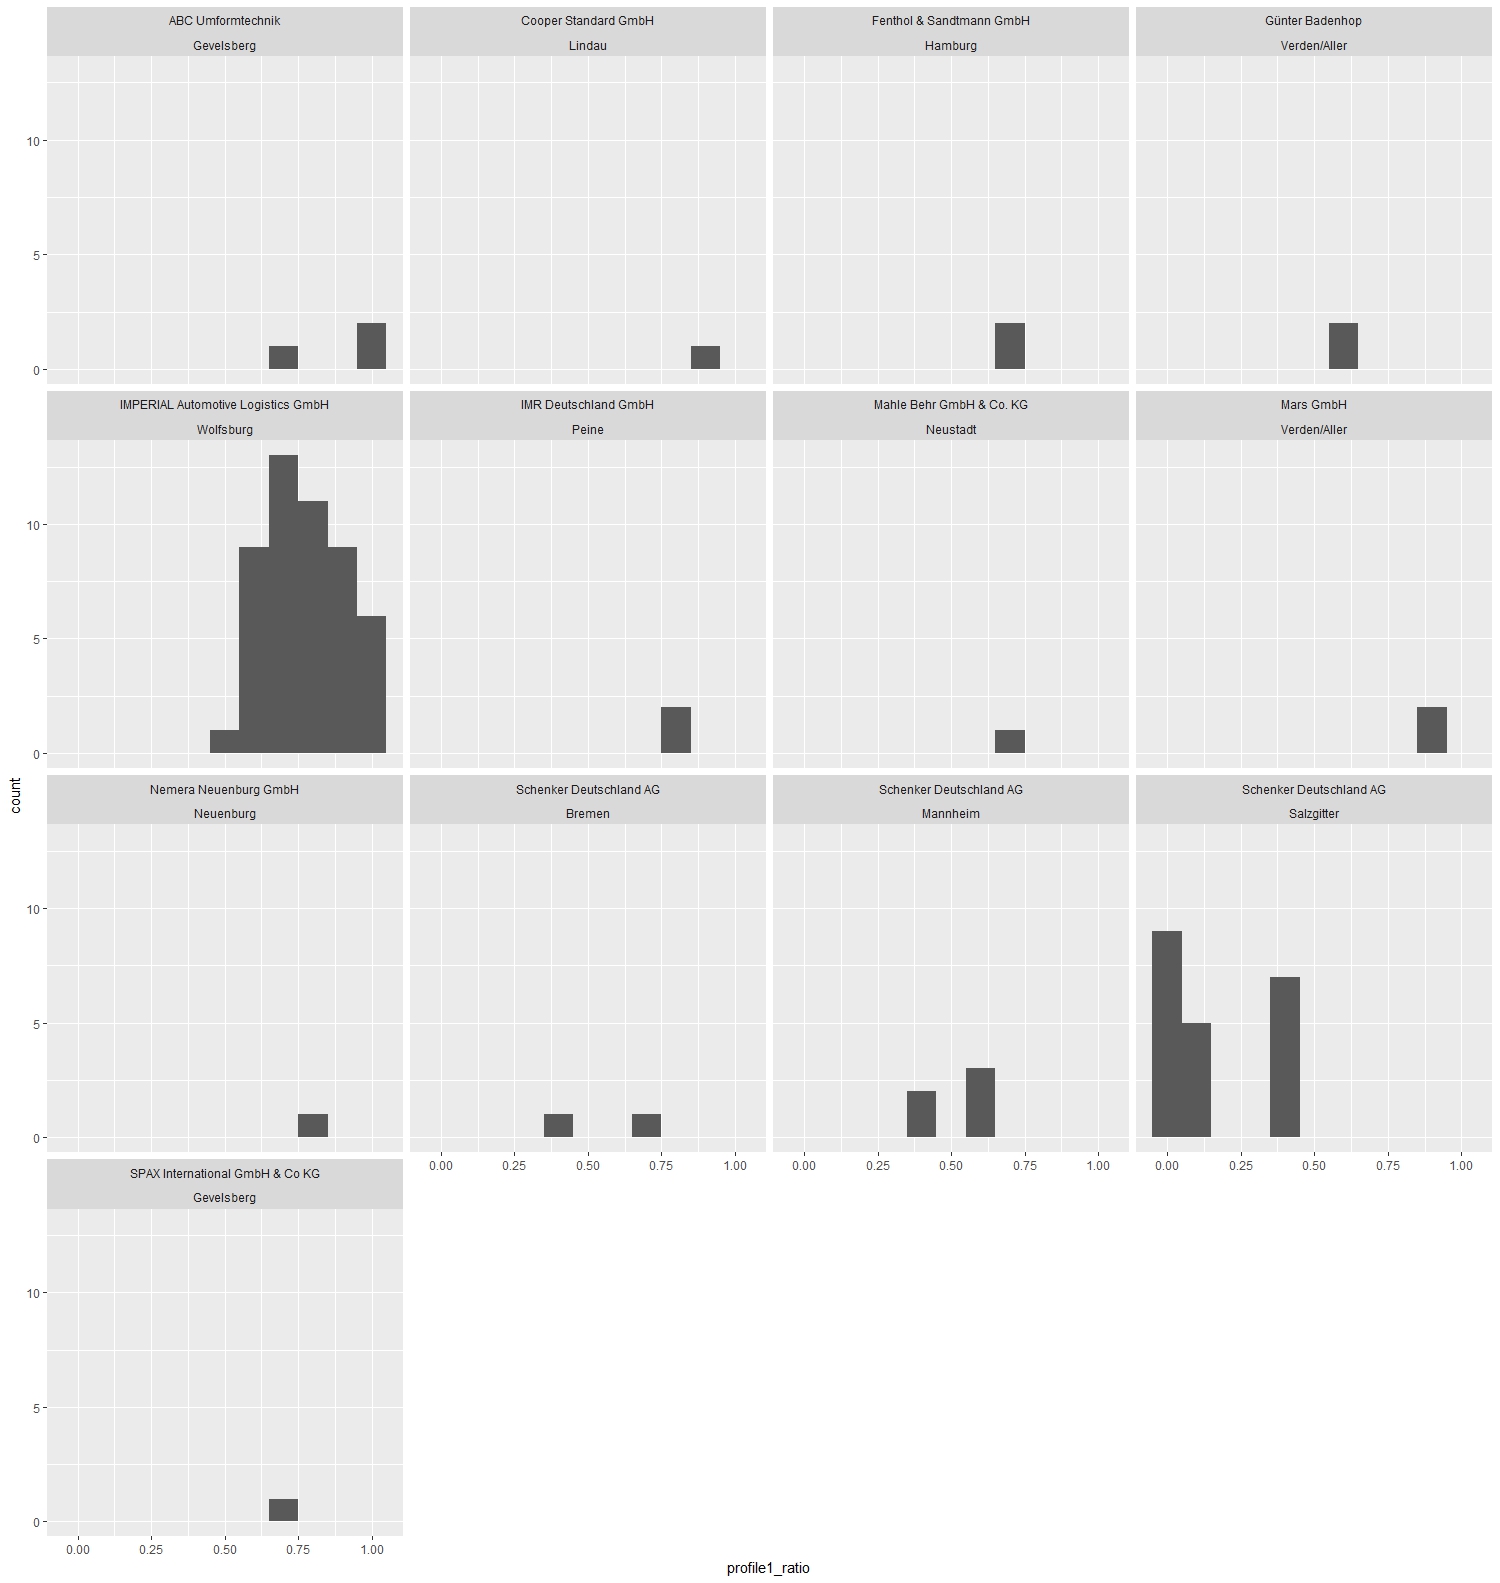 ABC Umformtechnik
Gevelsberg
Cooper Standard GmbH
Lindau
Fenthol & Sandtmann GmbH
Hamburg
Günter Badenhop
Verden/Aller
10
5
0
IMPERIAL Automotive Logistics GmbH
Wolfsburg
IMR Deutschland GmbH
Peine
Mahle Behr GmbH & Co. KG
Neustadt
Mars GmbH
Verden/Aller
10
5
0
count
Nemera Neuenburg GmbH
Neuenburg
Schenker Deutschland AG
Bremen
Schenker Deutschland AG
Mannheim
Schenker Deutschland AG
Salzgitter
10
5
0
0.00 0.25 0.50 0.75 1.00
0.00 0.25 0.50 0.75 1.00
0.00 0.25 0.50 0.75 1.00
SPAX International GmbH & Co KG
Gevelsberg
10
5
0
0.00 0.25 0.50 0.75 1.00
profile1_ratio